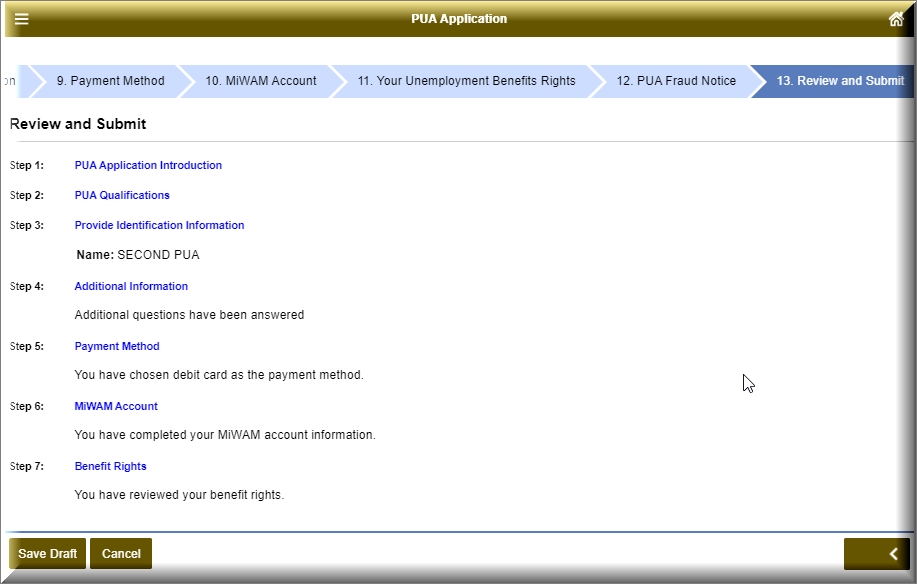 PUA Application
on 9. Payment Method 10. MiWAM Account 11. Your Unemployment Benefits Rights 12. PUA Fraud Notice 13. Review and Submit
Review and Submit
Step 1: PUA Application Introduction
Step 2: PUA Qualifications
Step 3: Provide Identification Information
Name: SECOND PUA
Step 4: Additional Information
Additional questions have been answered
Step 5: Payment Method
You have chosen debit card as the payment method.
Step 6: MiWAM Account
You have completed your MiWAM account information.
Step 7: Benefit Rights
You have reviewed your benefit rights.
Save Draft Cancel